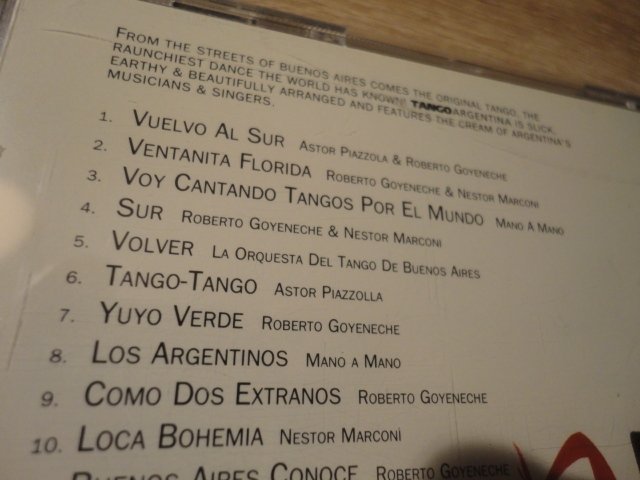 FROM THE STREETS OF BUENOS AIRES COMES THE ORIGINAL TANGO, THE
RAUNCHIEST DANCE THE WORLD HAS KNOWN! TANGOARGENTINA IS SLICK,
EARTHY & BEAUTIFULLY ARRANGED AND FEATURES THE CREAM OF ARGENTINA'S
MUSICIANS & SINGERS.
1. VUELVO AL SUR ASTOR PIAZZOLA & ROBERTO GOYENECHE
2. VENTANITA FLORIDA ROBERTO GOYENECHE & NESTOR MARCONI
3. VOY CANTANDO TANGOS POR EL MUNDO MANO A MANO
4. SUR ROBERTO GOYENECHE & NESTOR MARCONI
5. VOLVER LA ORQUESTA DEL TANGO DE BUENOS AIRES
6. TANGO-TANGO ASTOR PIAZZOLLA
7. YUYO VERDE ROBERTO GOYENECHE
8. LOS ARGENTINOS MANO A MANO
9. COMO DOS EXTRANOS ROBERTO GOYENECHE
10. LOCA BOHEMIA NESTOR MARCONI
BUENOS AIRES CONOCE ROBERTO GOYENECHE